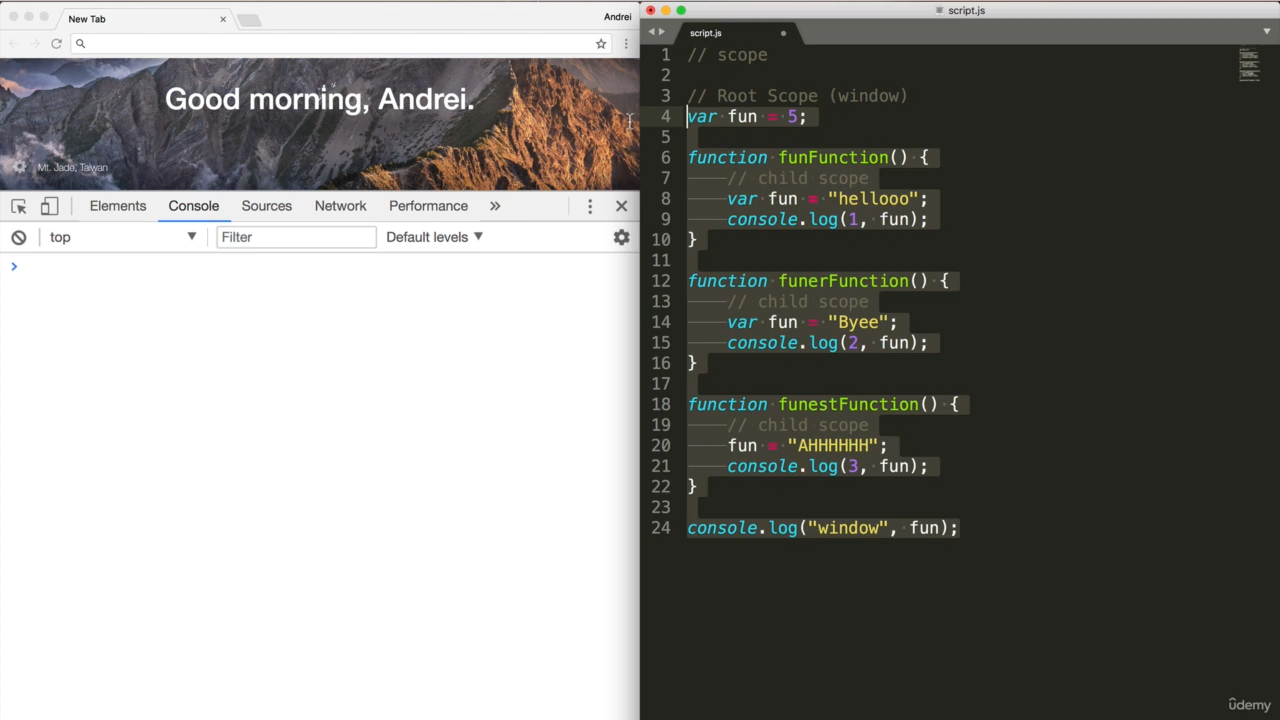 New Tab
Andrei
Good morning, Andrei.
Mt. Jade, Taiwan
Elements Console Sources Network Performance »
top Filter Default levels
>
script.js
script.js
1 // scope
2
3 // Root Scope (window)
4 var fun = 5;
5
6 function funFunction() {
7 // child scope
8 var fun = "hellooo";
9 console.log(1, fun);
10 }
11
12 function funerFunction() {
13 // child scope
14 var fun = "Byee";
15 console.log(2, fun);
16 }
17
18 function funestFunction() {
19 // child scope
20 fun = "AHHHHHH";
21 console.log(3, fun);
22 }
23
24 console.log("window", fun);
ûdemy